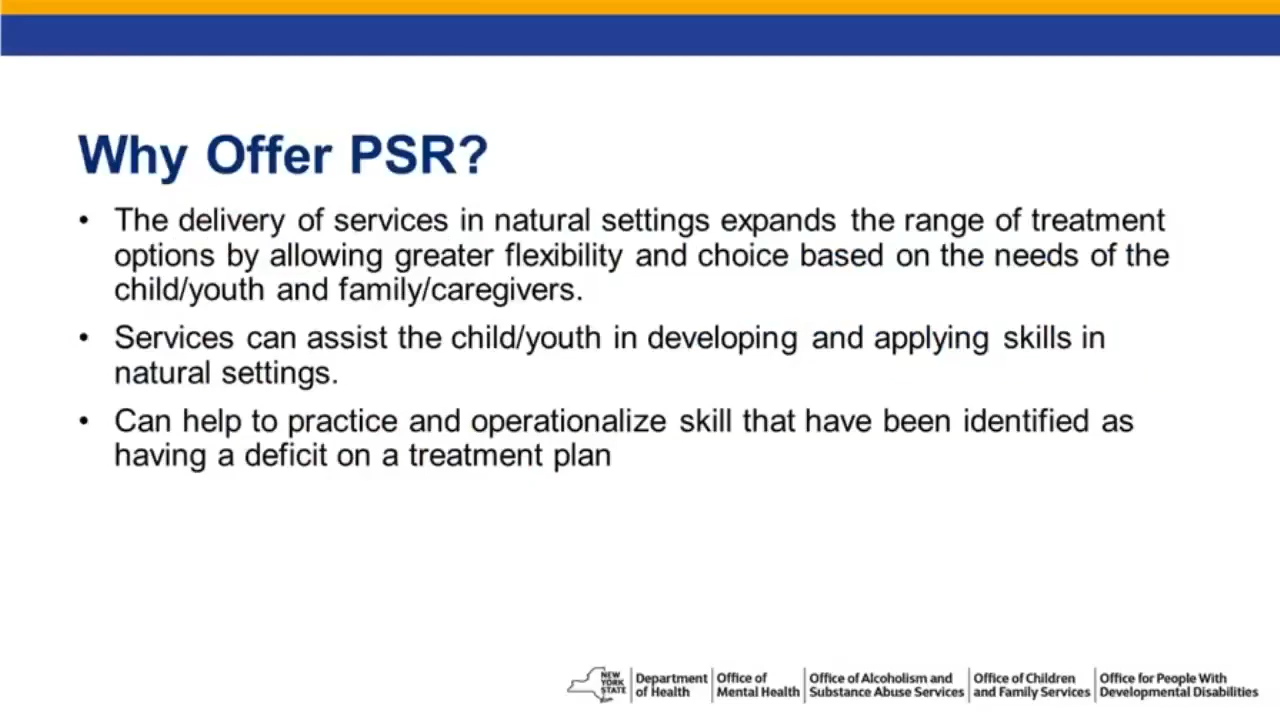 Why Offer PSR?
• The delivery of services in natural settings expands the range of treatment
options by allowing greater flexibility and choice based on the needs of the
child/youth and family/caregivers.
• Services can assist the child/youth in developing and applying skills in
natural settings.
• Can help to practice and operationalize skill that have been identified as
having a deficit on a treatment plan
NEW
YORK
STATE
Department
of Health
Office of
Mental Health
Office of Alcoholism and
Substance Abuse Services
Office of Children
and Family Services
Office for People With
Developmental Disabilities